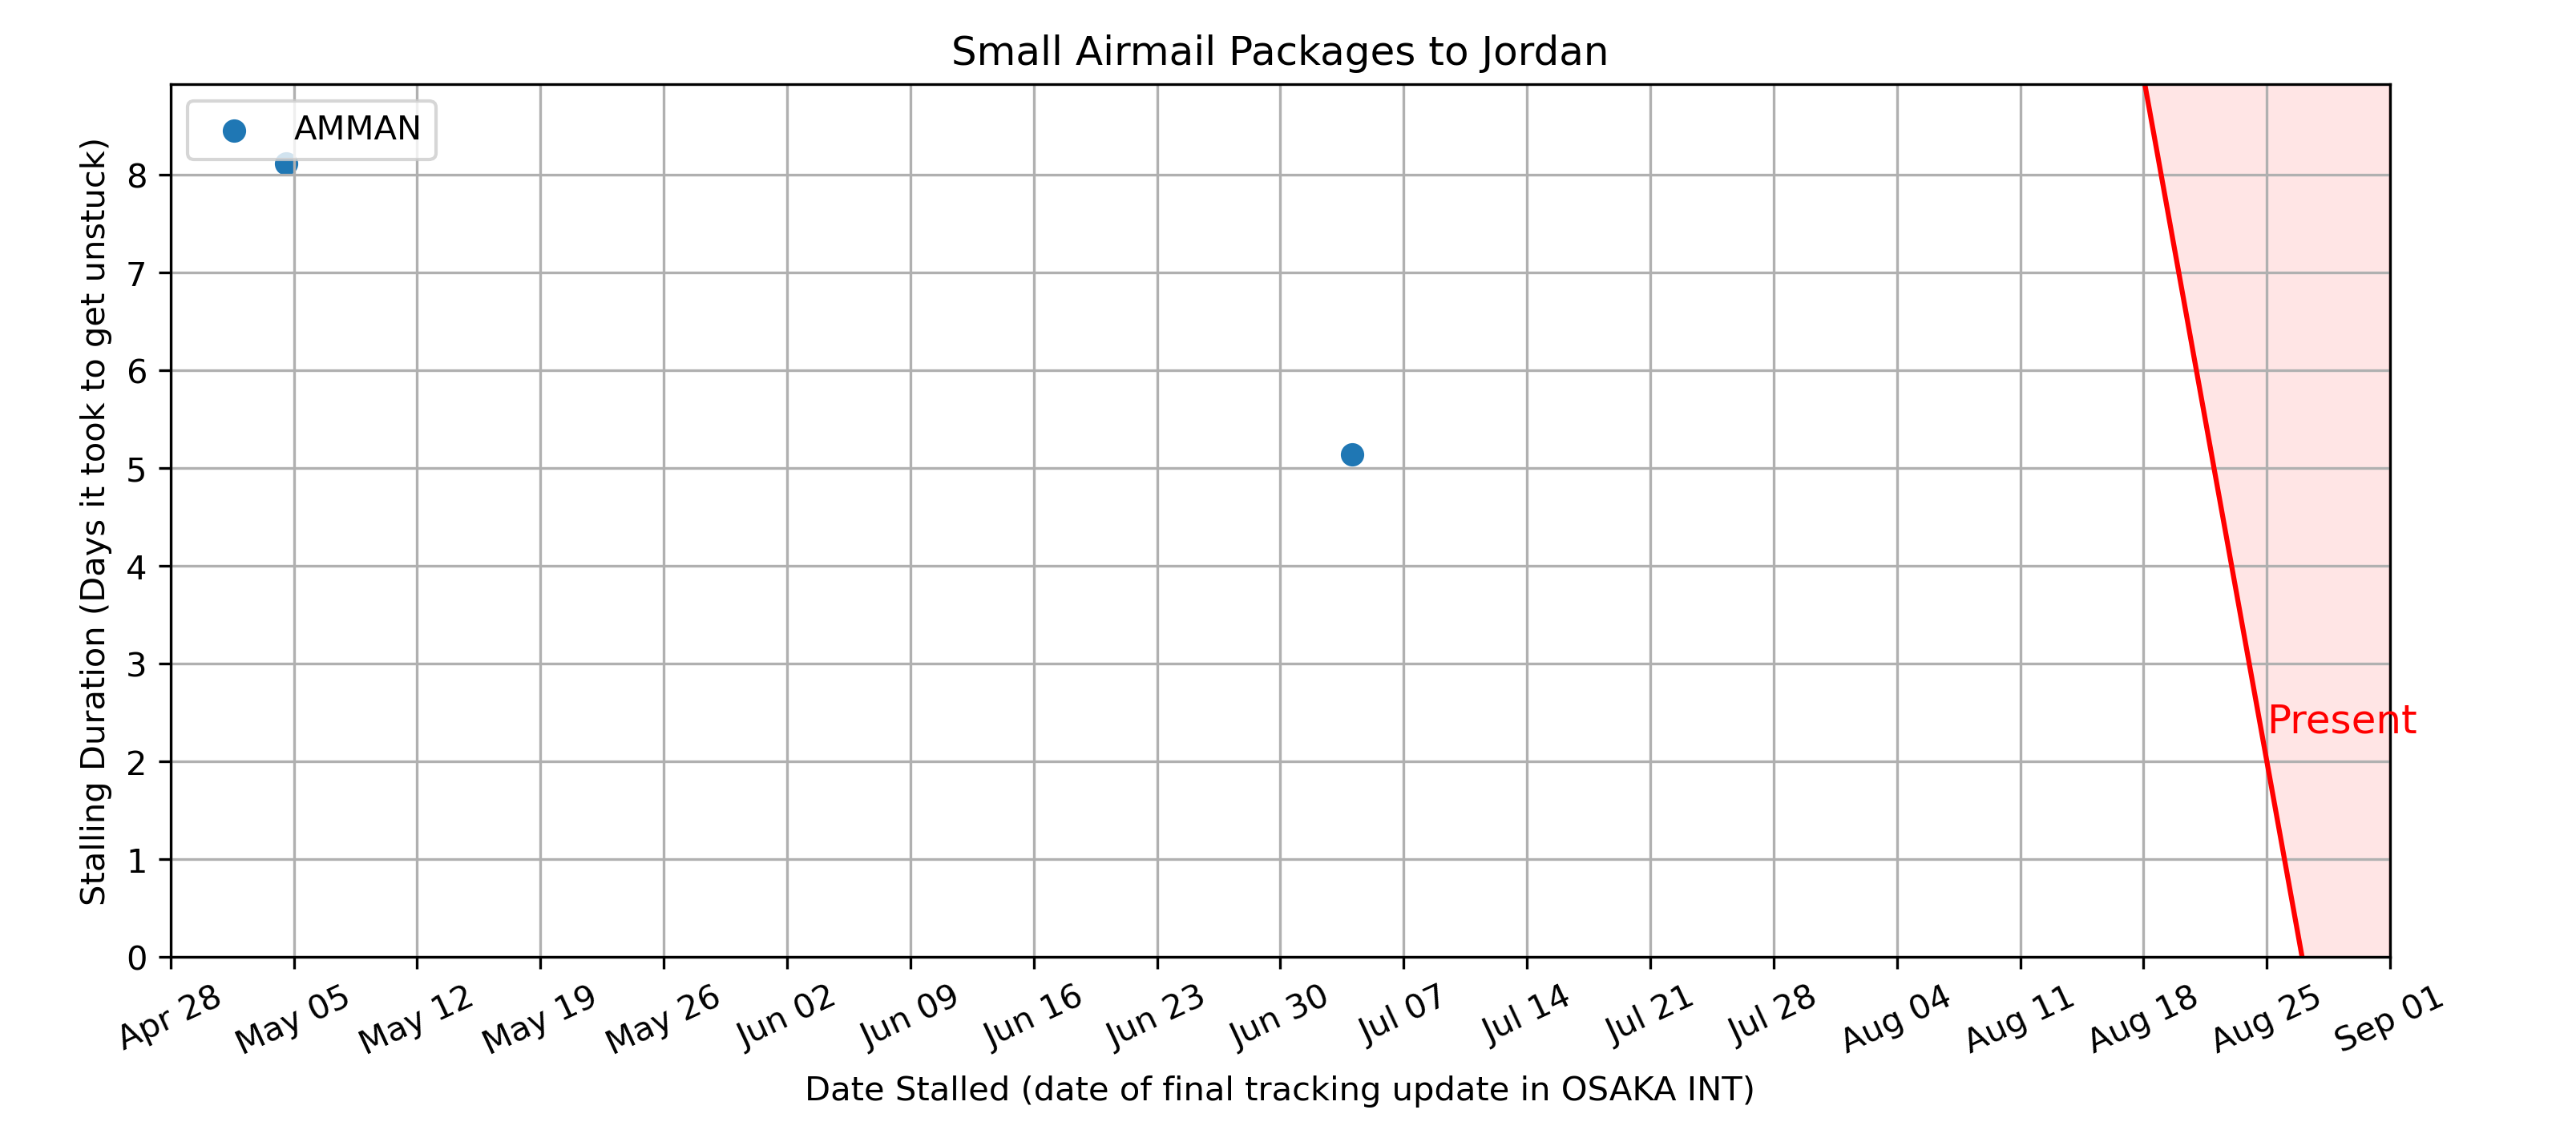 Small Airmail Packages to Jordan
AMMAN
Stalling Duration (Days it took to get unstuck)
8
7
6
5
4
3
2
1
0
Present
Apr 28
May 05
May 12
May 19
May 26
Jun 02
Jun 09
Jun 16
Jun 23
Jun 30
Jul 07
Jul 14
Jul 21
Jul 28
Aug 04
Aug 11
Aug 18
Aug 25
Sep 01
Date Stalled (date of final tracking update in OSAKA INT)